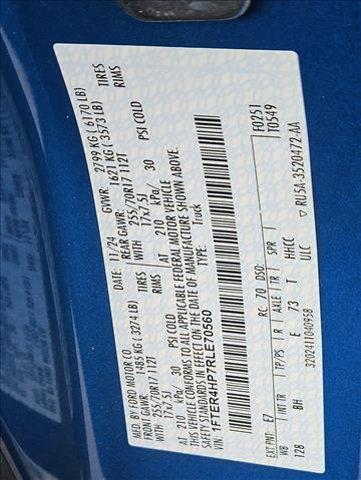 MFD. BY FORD MOTOR CO.
DATE: 11/24 GVWR: 2799 KG ( 6170 LB)
FRONT GAWR: 1485 KG (3274 LB) REAR GAWR: 1621 KG ( 3573 LB)
WITH 255/70R17 112T TIRES 255/70R17 112T TIRES
17x7.5J RIMS 17x7.5J RIMS
AT 210 kPa/ 30 PSI COLD AT 210 kPa/ 30 PSI COLD
THIS VEHICLE CONFORMS TO ALL APPLICABLE FEDERAL MOTOR VEHICLE
SAFETY STANDARDS IN EFFECT ON THE DATE OF MANUFACTURE SHOWN ABOVE.
VIN: 1FTER4HP7RLE70560
TYPE: Truck
F0251
T0549
EXT PNT: E7 RC: 70 DSO:
WB INT TR TP/PS R AXLE TR SPR
128 BH E 73 T HHCC
ULC
3202411040958
▽ RU5A-3520472-AA